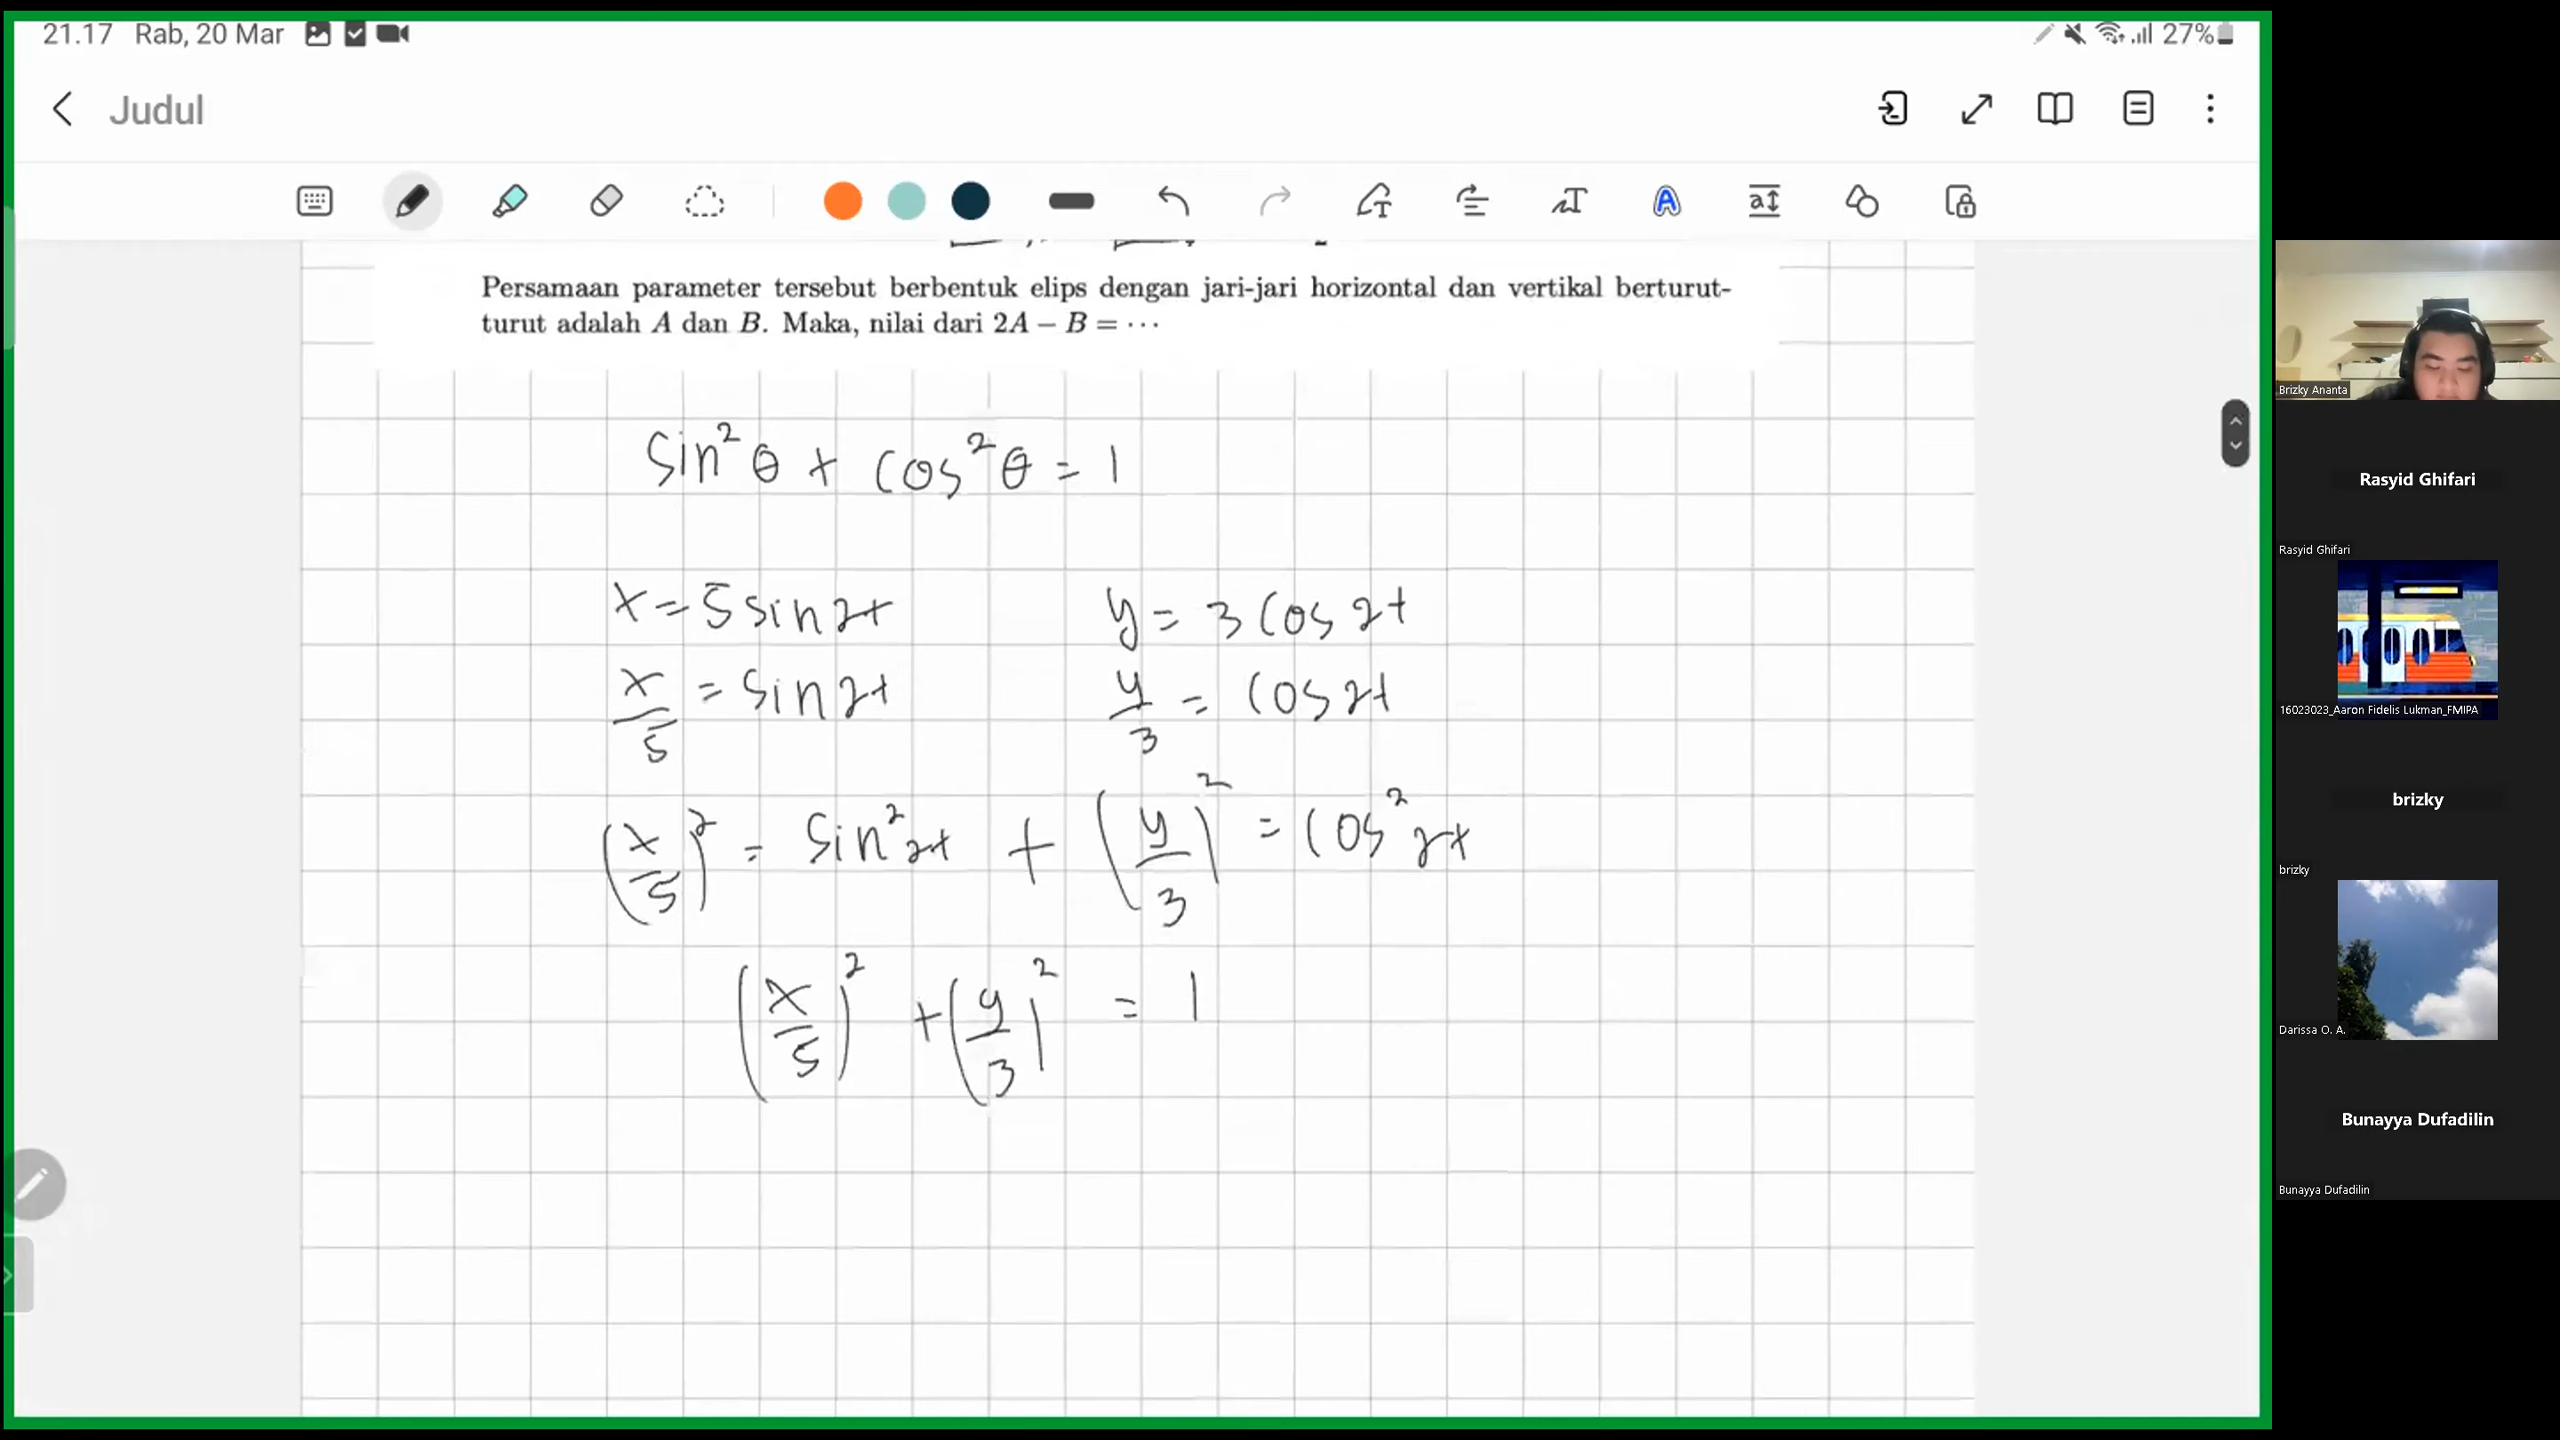 21.17 Rab, 20 Mar
27%
Judul
Persamaan parameter tersebut berbentuk elips dengan jari-jari horizontal dan vertikal berturut-
turut adalah A dan B. Maka, nilai dari 2A − B = ⋯
sin² θ + cos² θ = 1
x = 5 sin 2t
y = 3 cos 2t
x/5 = sin 2t
y/3 = cos 2t
(x/5)² = sin² 2t + (y/3)² = cos² 2t
(x/5)² + (y/3)² = 1
Brizky Ananta
Rasyid Ghifari
Rasyid Ghifari
16023023_Aaron Fidelis Lukman_FMIPA
brizky
brizky
Darissa O. A.
Bunayya Dufadilin
Bunayya Dufadilin